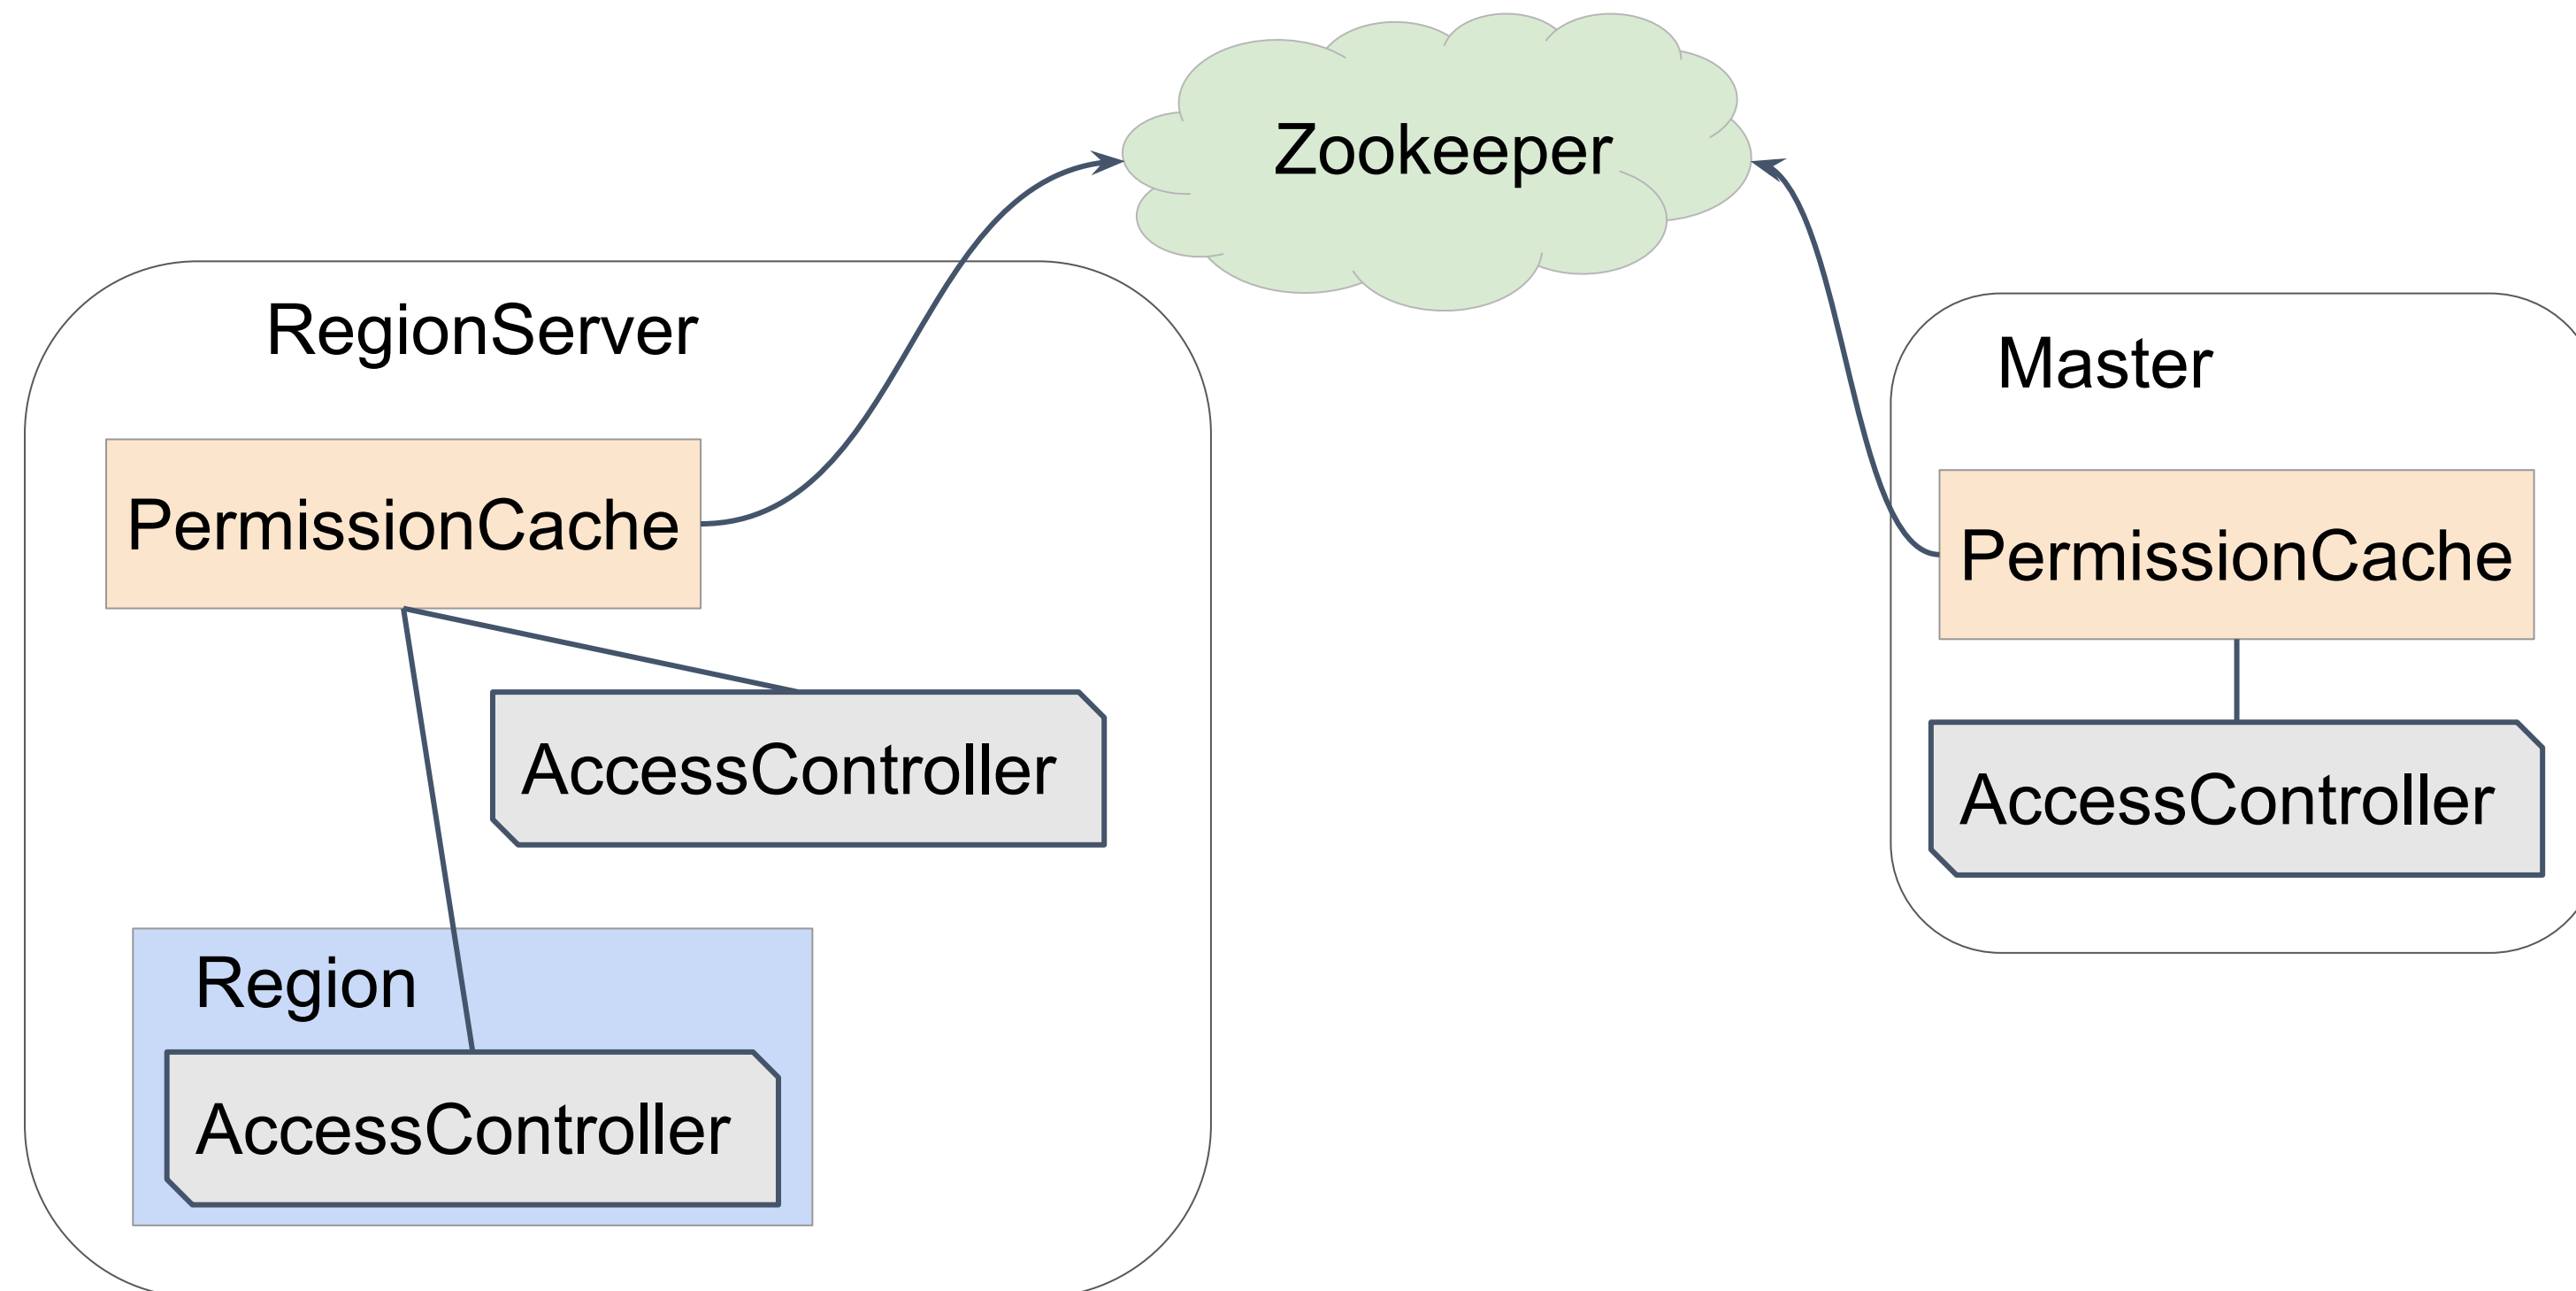 Zookeeper
RegionServer
PermissionCache
AccessController
Region
AccessController
Master
PermissionCache
AccessController